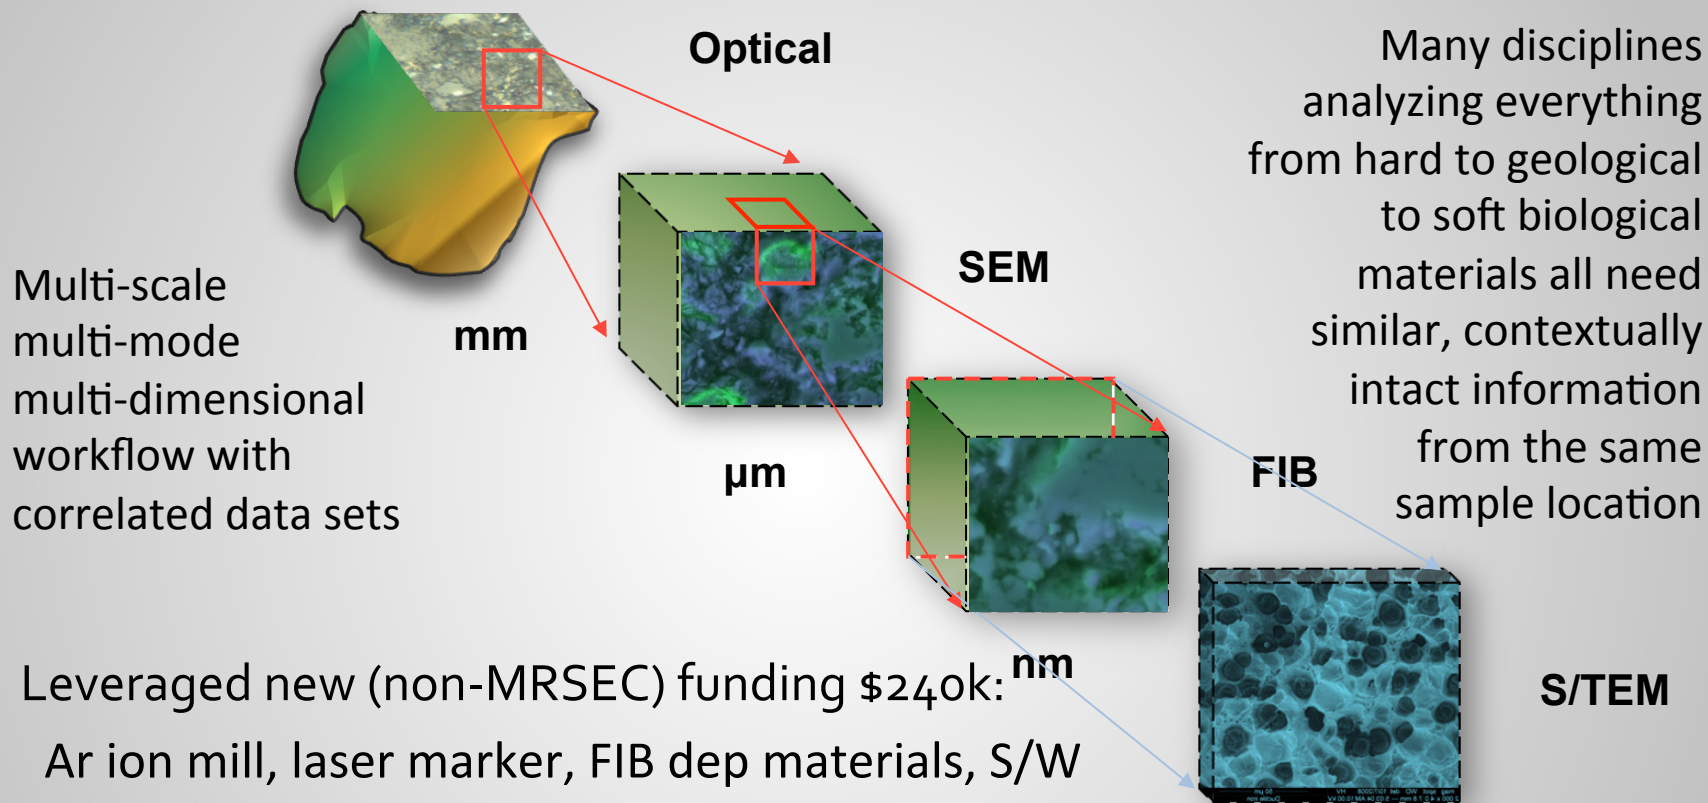 Optical
Many disciplines
analyzing everything
from hard to geological
to soft biological
materials all need
similar, contextually
intact information
from the same
sample location
Multi-scale
multi-mode
multi-dimensional
workflow with
correlated data sets
mm
SEM
µm
FIB
nm
S/TEM
Leveraged new (non-MRSEC) funding $240k:
Ar ion mill, laser marker, FIB dep materials, S/W